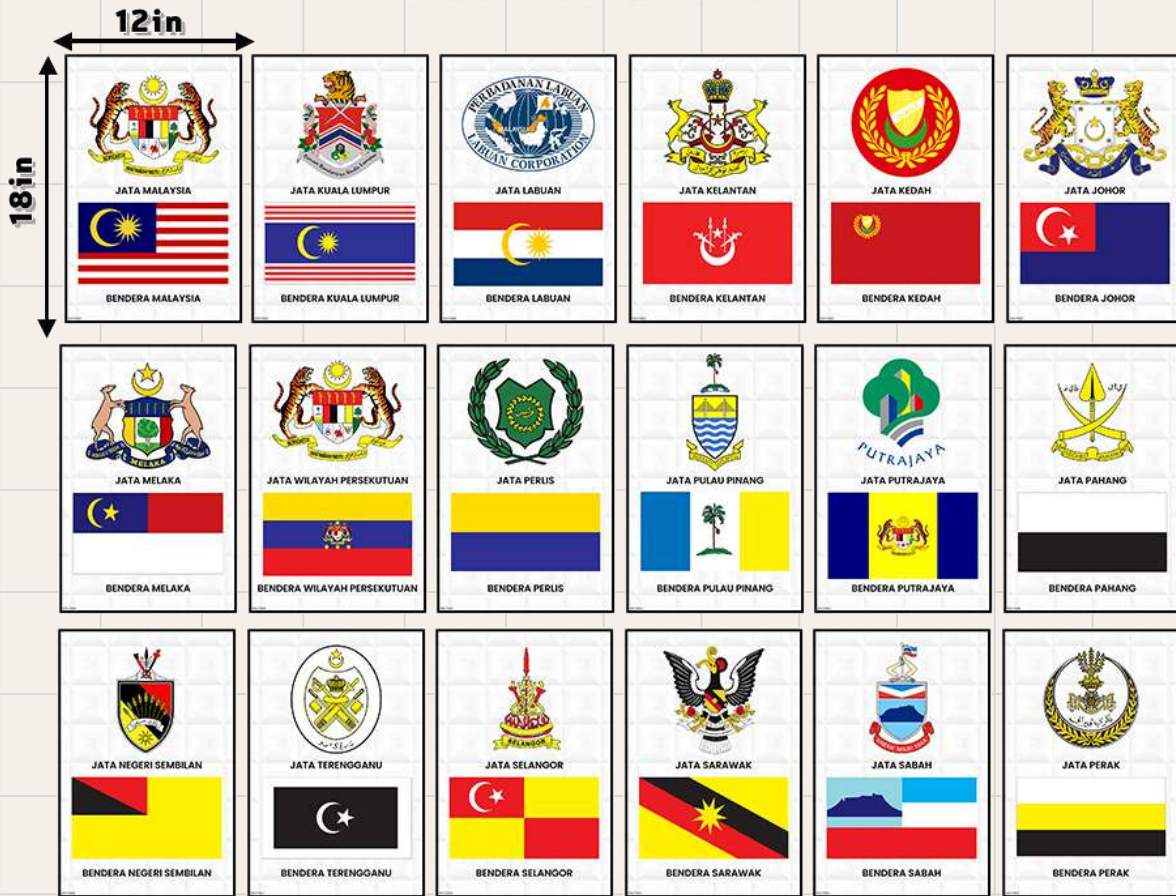 12in
18in
PERBADANAN LABUAN
LABUAN CORPORATION
JATA MALAYSIA
JATA KUALA LUMPUR
JATA LABUAN
JATA KELANTAN
JATA KEDAH
JATA JOHOR
BENDERA MALAYSIA
BENDERA KUALA LUMPUR
BENDERA LABUAN
BENDERA KELANTAN
BENDERA KEDAH
BENDERA JOHOR
MELAKA
PUTRAJAYA
JATA MELAKA
JATA WILAYAH PERSEKUTUAN
JATA PERLIS
JATA PULAU PINANG
JATA PUTRAJAYA
JATA PAHANG
BENDERA MELAKA
BENDERA WILAYAH PERSEKUTUAN
BENDERA PERLIS
BENDERA PULAU PINANG
BENDERA PUTRAJAYA
BENDERA PAHANG
SELANGOR
JATA NEGERI SEMBILAN
JATA TERENGGANU
JATA SELANGOR
JATA SARAWAK
JATA SABAH
JATA PERAK
BENDERA NEGERI SEMBILAN
BENDERA TERENGGANU
BENDERA SELANGOR
BENDERA SARAWAK
BENDERA SABAH
BENDERA PERAK